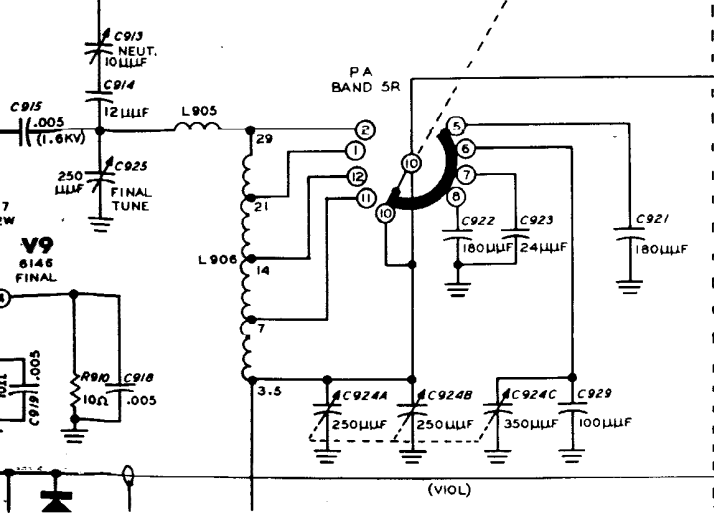 C913
NEUT.
10μμF
C914
12μμF
C915
.005
(1.6KV)
250
μμF
C925
FINAL
TUNE
7
2W
V9
6146
FINAL
4
R910
10Ω
C918
.005
C919
.005
L905
29
21
L906
14
7
3.5
PA
BAND 5R
2
1
12
11
10
10
5
6
7
8
C922
180μμF
C923
24μμF
C921
180μμF
C924A
250μμF
C924B
250μμF
C924C
350μμF
C929
100μμF
(VIOL)